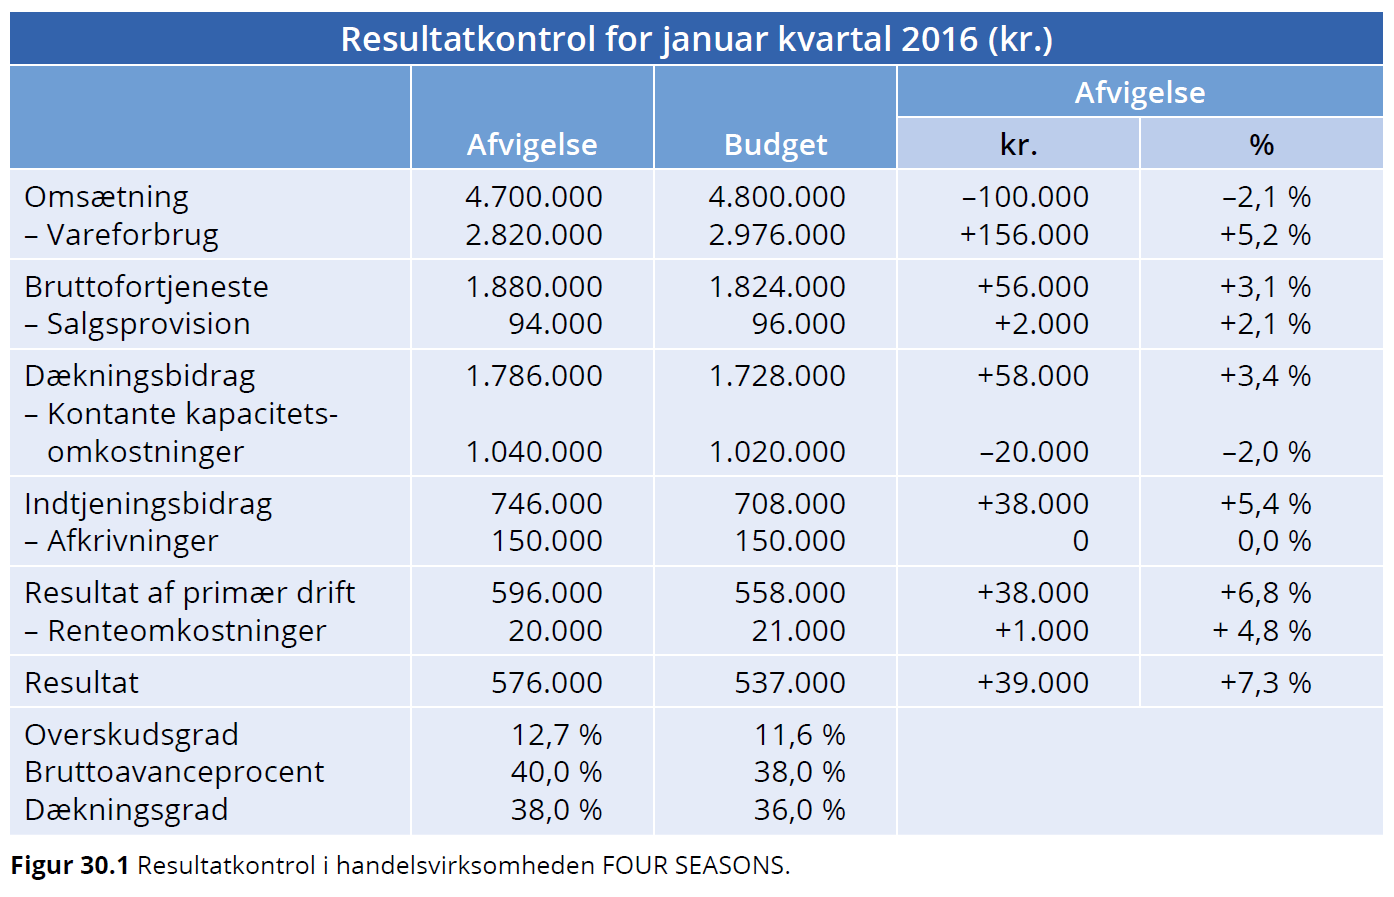 Resultatkontrol for januar kvartal 2016 (kr.)
Afvigelse
Afvigelse Budget kr. %
Omsætning 4.700.000 4.800.000 –100.000 –2,1 %
– Vareforbrug 2.820.000 2.976.000 +156.000 +5,2 %
Bruttofortjeneste 1.880.000 1.824.000 +56.000 +3,1 %
– Salgsprovision 94.000 96.000 +2.000 +2,1 %
Dækningsbidrag 1.786.000 1.728.000 +58.000 +3,4 %
– Kontante kapacitets-
omkostninger 1.040.000 1.020.000 –20.000 –2,0 %
Indtjeningsbidrag 746.000 708.000 +38.000 +5,4 %
– Afkrivninger 150.000 150.000 0 0,0 %
Resultat af primær drift 596.000 558.000 +38.000 +6,8 %
– Renteomkostninger 20.000 21.000 +1.000 + 4,8 %
Resultat 576.000 537.000 +39.000 +7,3 %
Overskudsgrad 12,7 % 11,6 %
Bruttoavanceprocent 40,0 % 38,0 %
Dækningsgrad 38,0 % 36,0 %
Figur 30.1 Resultatkontrol i handelsvirksomheden FOUR SEASONS.